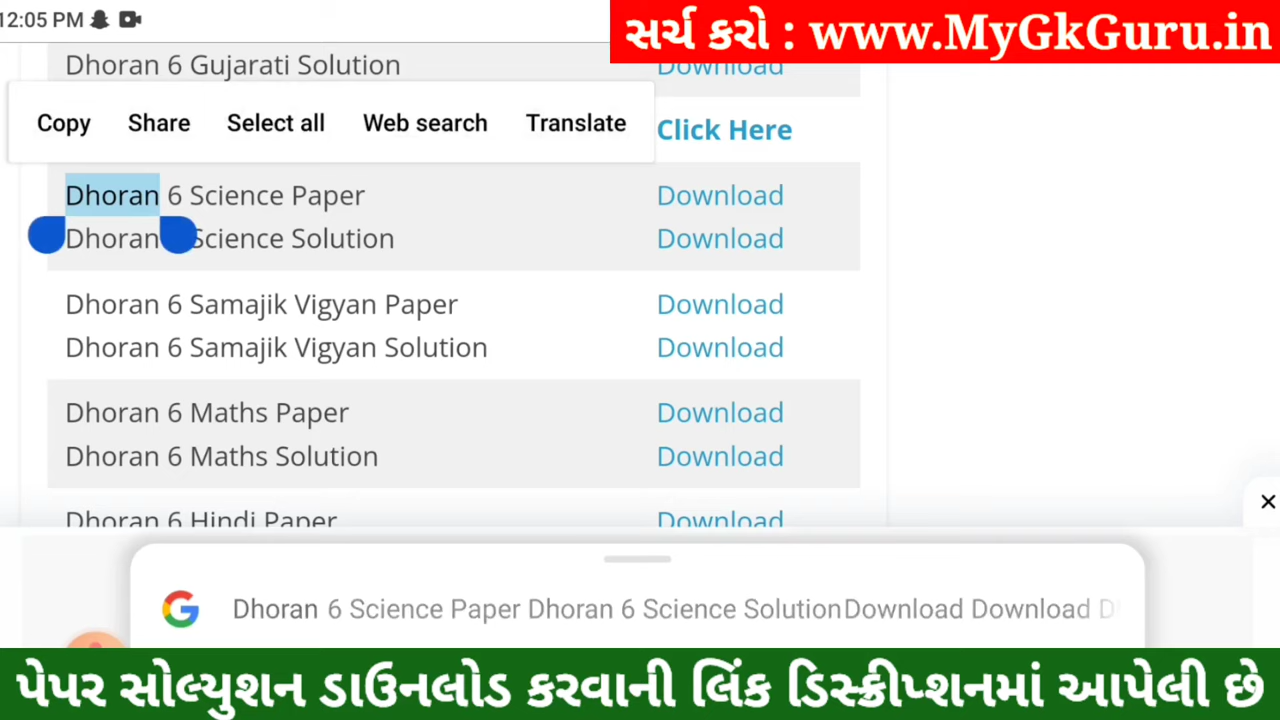 12:05 PM
સર્ચ કરો : www.MyGkGuru.in
Dhoran 6 Gujarati Solution Download
Copy Share Select all Web search Translate
Click Here
Dhoran 6 Science Paper Download
Dhoran Science Solution Download
Dhoran 6 Samajik Vigyan Paper Download
Dhoran 6 Samajik Vigyan Solution Download
Dhoran 6 Maths Paper Download
Dhoran 6 Maths Solution Download
Dhoran 6 Hindi Paper Download
Dhoran 6 Science Paper Dhoran 6 Science SolutionDownload Download D
પેપર સોલ્યુશન ડાઉનલોડ કરવાની લિંક ડિસ્ક્રીપ્શનમાં આપેલી છે